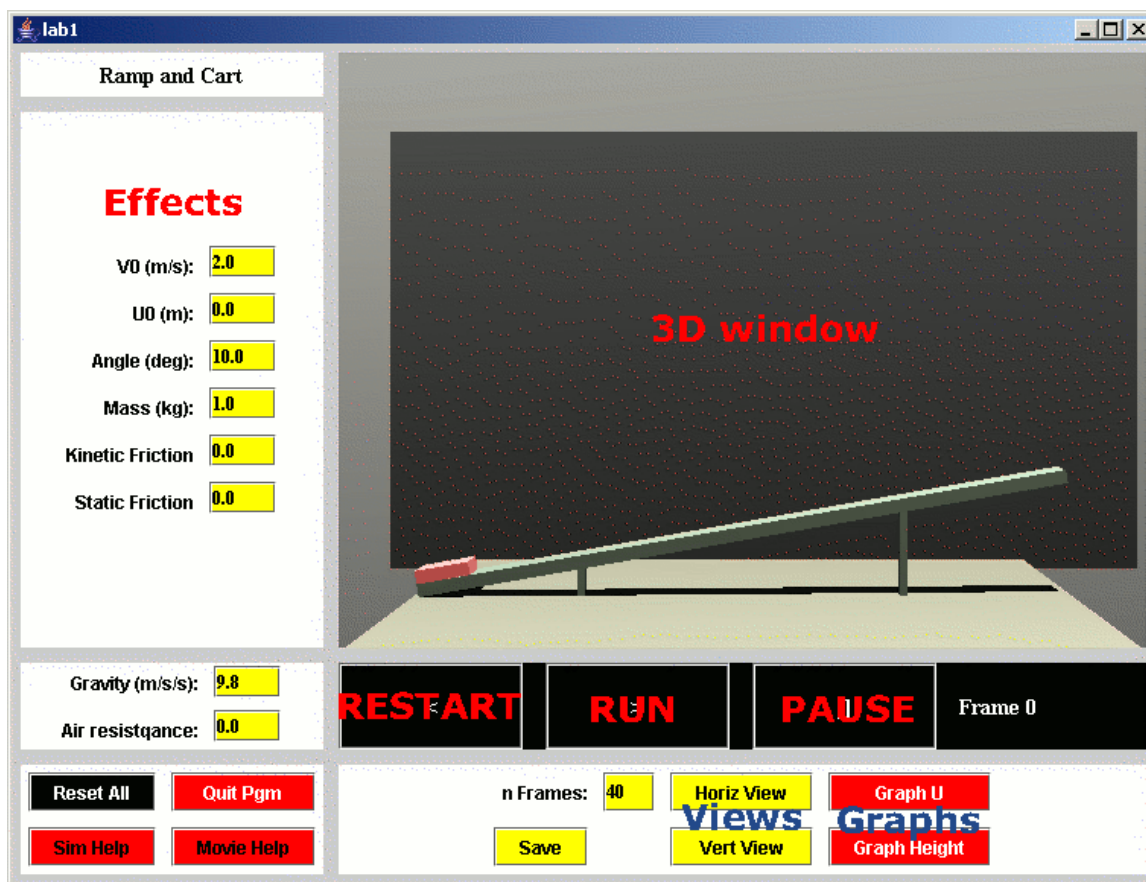 lab1
Ramp and Cart
Effects
V0 (m/s): 2.0
U0 (m): 0.0
Angle (deg): 10.0
Mass (kg): 1.0
Kinetic Friction 0.0
Static Friction 0.0
3D window
Gravity (m/s/s): 9.8
Air resistqance: 0.0
RESTART RUN PAUSE Frame 0
Reset All Quit Pgm
Sim Help Movie Help
n Frames: 40 Horiz View Graph U
Views Graphs
Save Vert View Graph Height